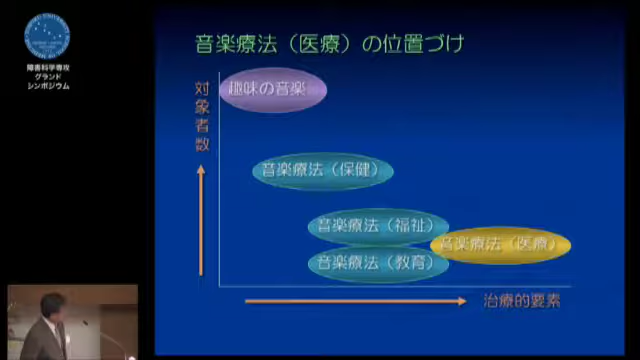 障害科学専攻
グランド
シンポジウム
音楽療法（医療）の位置づけ
対象者数
趣味の音楽
音楽療法（保健）
音楽療法（福祉）
音楽療法（医療）
音楽療法（教育）
治療的要素